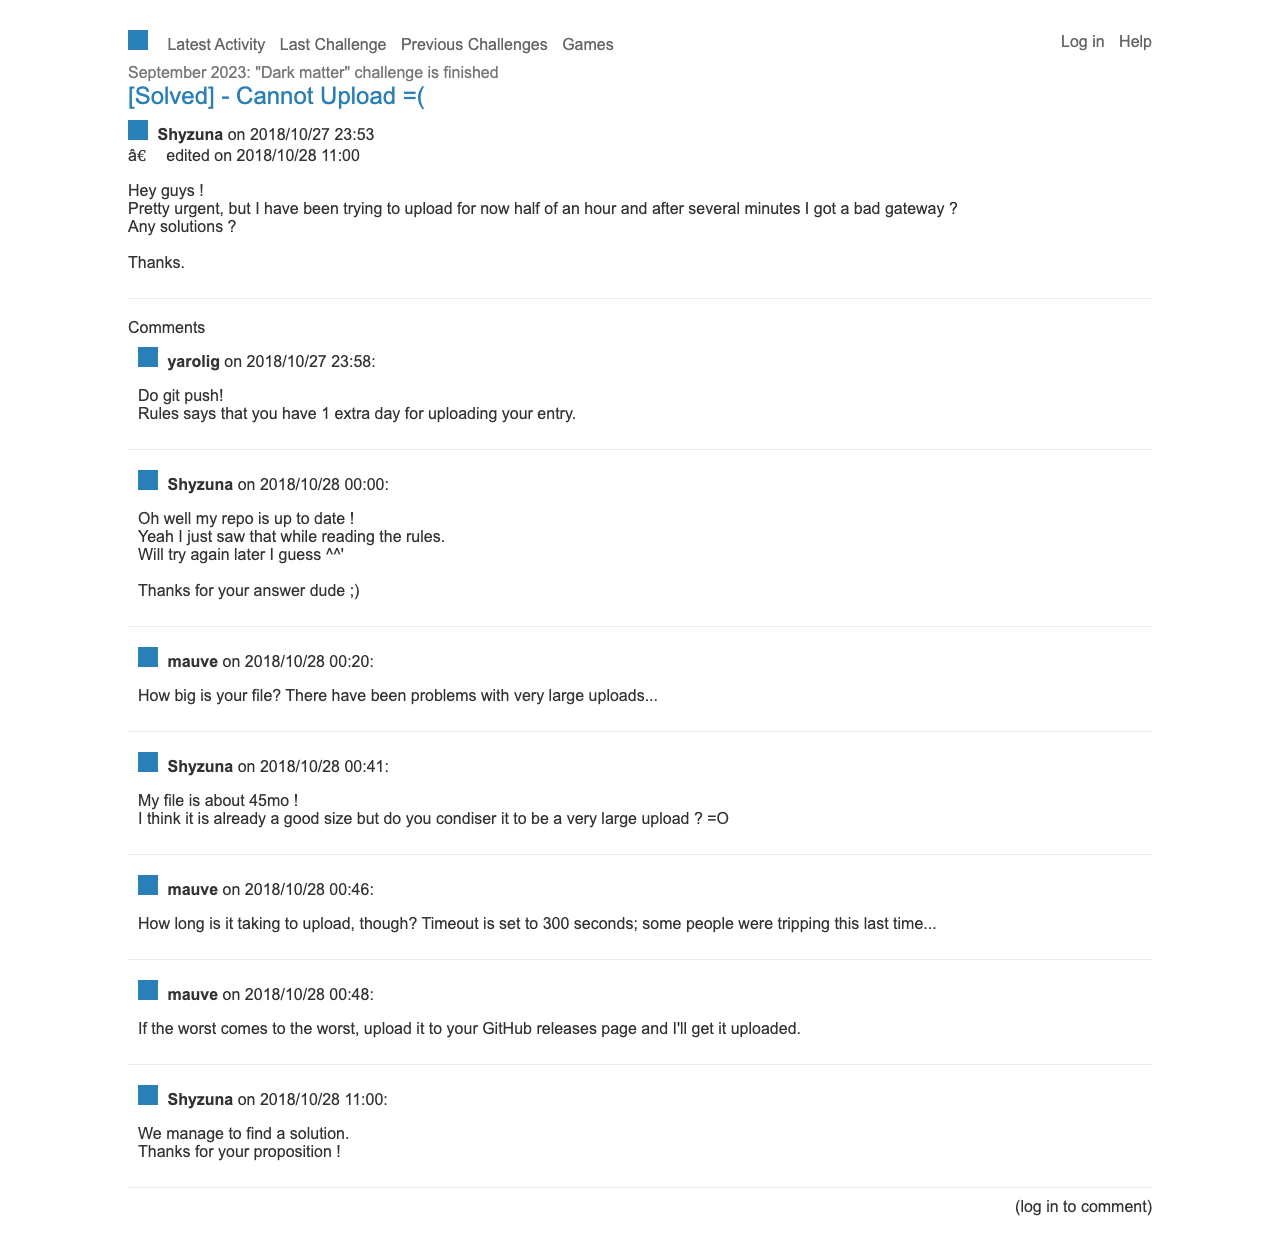 Latest Activity Last Challenge Previous Challenges Games Log in Help
September 2023: "Dark matter" challenge is finished
[Solved] - Cannot Upload =(
Shyzuna on 2018/10/27 23:53
â€ edited on 2018/10/28 11:00
Hey guys !
Pretty urgent, but I have been trying to upload for now half of an hour and after several minutes I got a bad gateway ?
Any solutions ?
Thanks.
Comments
yarolig on 2018/10/27 23:58:
Do git push!
Rules says that you have 1 extra day for uploading your entry.
Shyzuna on 2018/10/28 00:00:
Oh well my repo is up to date !
Yeah I just saw that while reading the rules.
Will try again later I guess ^^'
Thanks for your answer dude ;)
mauve on 2018/10/28 00:20:
How big is your file? There have been problems with very large uploads...
Shyzuna on 2018/10/28 00:41:
My file is about 45mo !
I think it is already a good size but do you condiser it to be a very large upload ? =O
mauve on 2018/10/28 00:46:
How long is it taking to upload, though? Timeout is set to 300 seconds; some people were tripping this last time...
mauve on 2018/10/28 00:48:
If the worst comes to the worst, upload it to your GitHub releases page and I'll get it uploaded.
Shyzuna on 2018/10/28 11:00:
We manage to find a solution.
Thanks for your proposition !
(log in to comment)